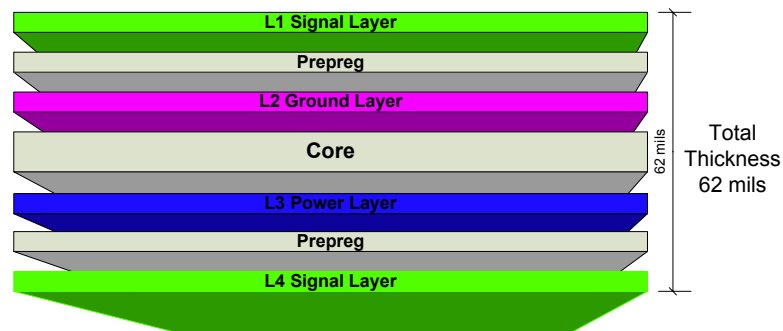 L1 Signal Layer
Prepreg
L2 Ground Layer
Core
L3 Power Layer
Prepreg
L4 Signal Layer
62 mils
Total
Thickness
62 mils